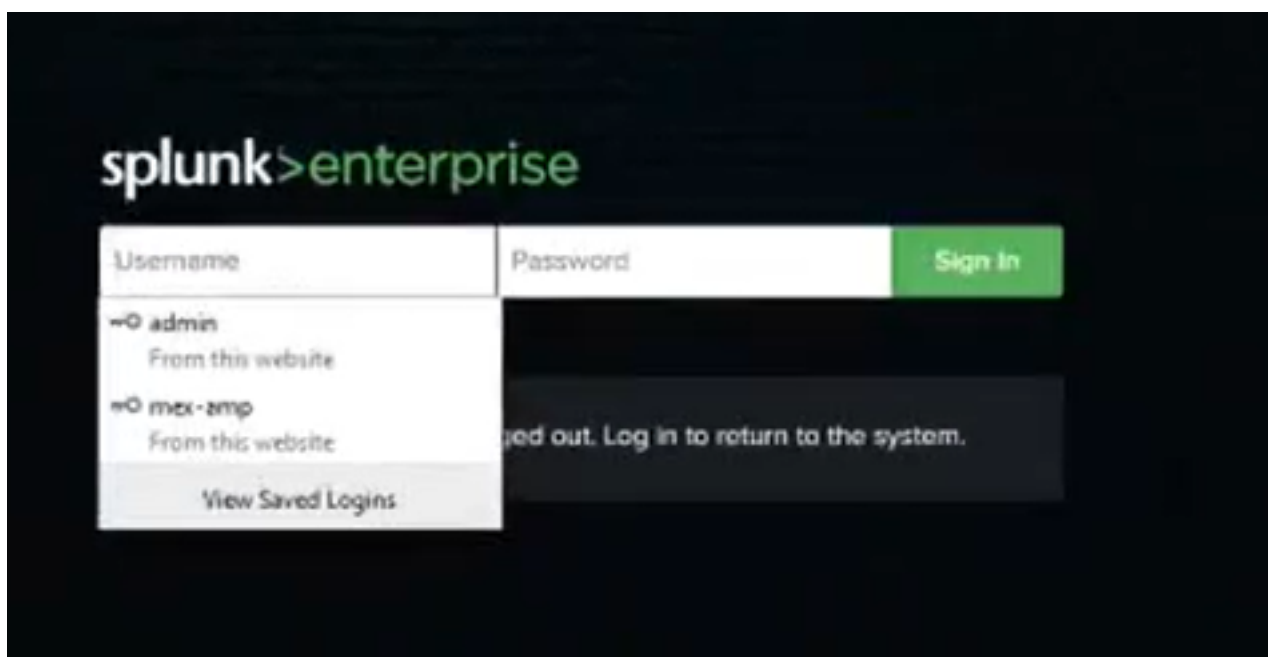 splunk>enterprise
Username
Password
Sign In
admin
From this website
mex-amp
From this website
ged out. Log in to return to the system.
View Saved Logins